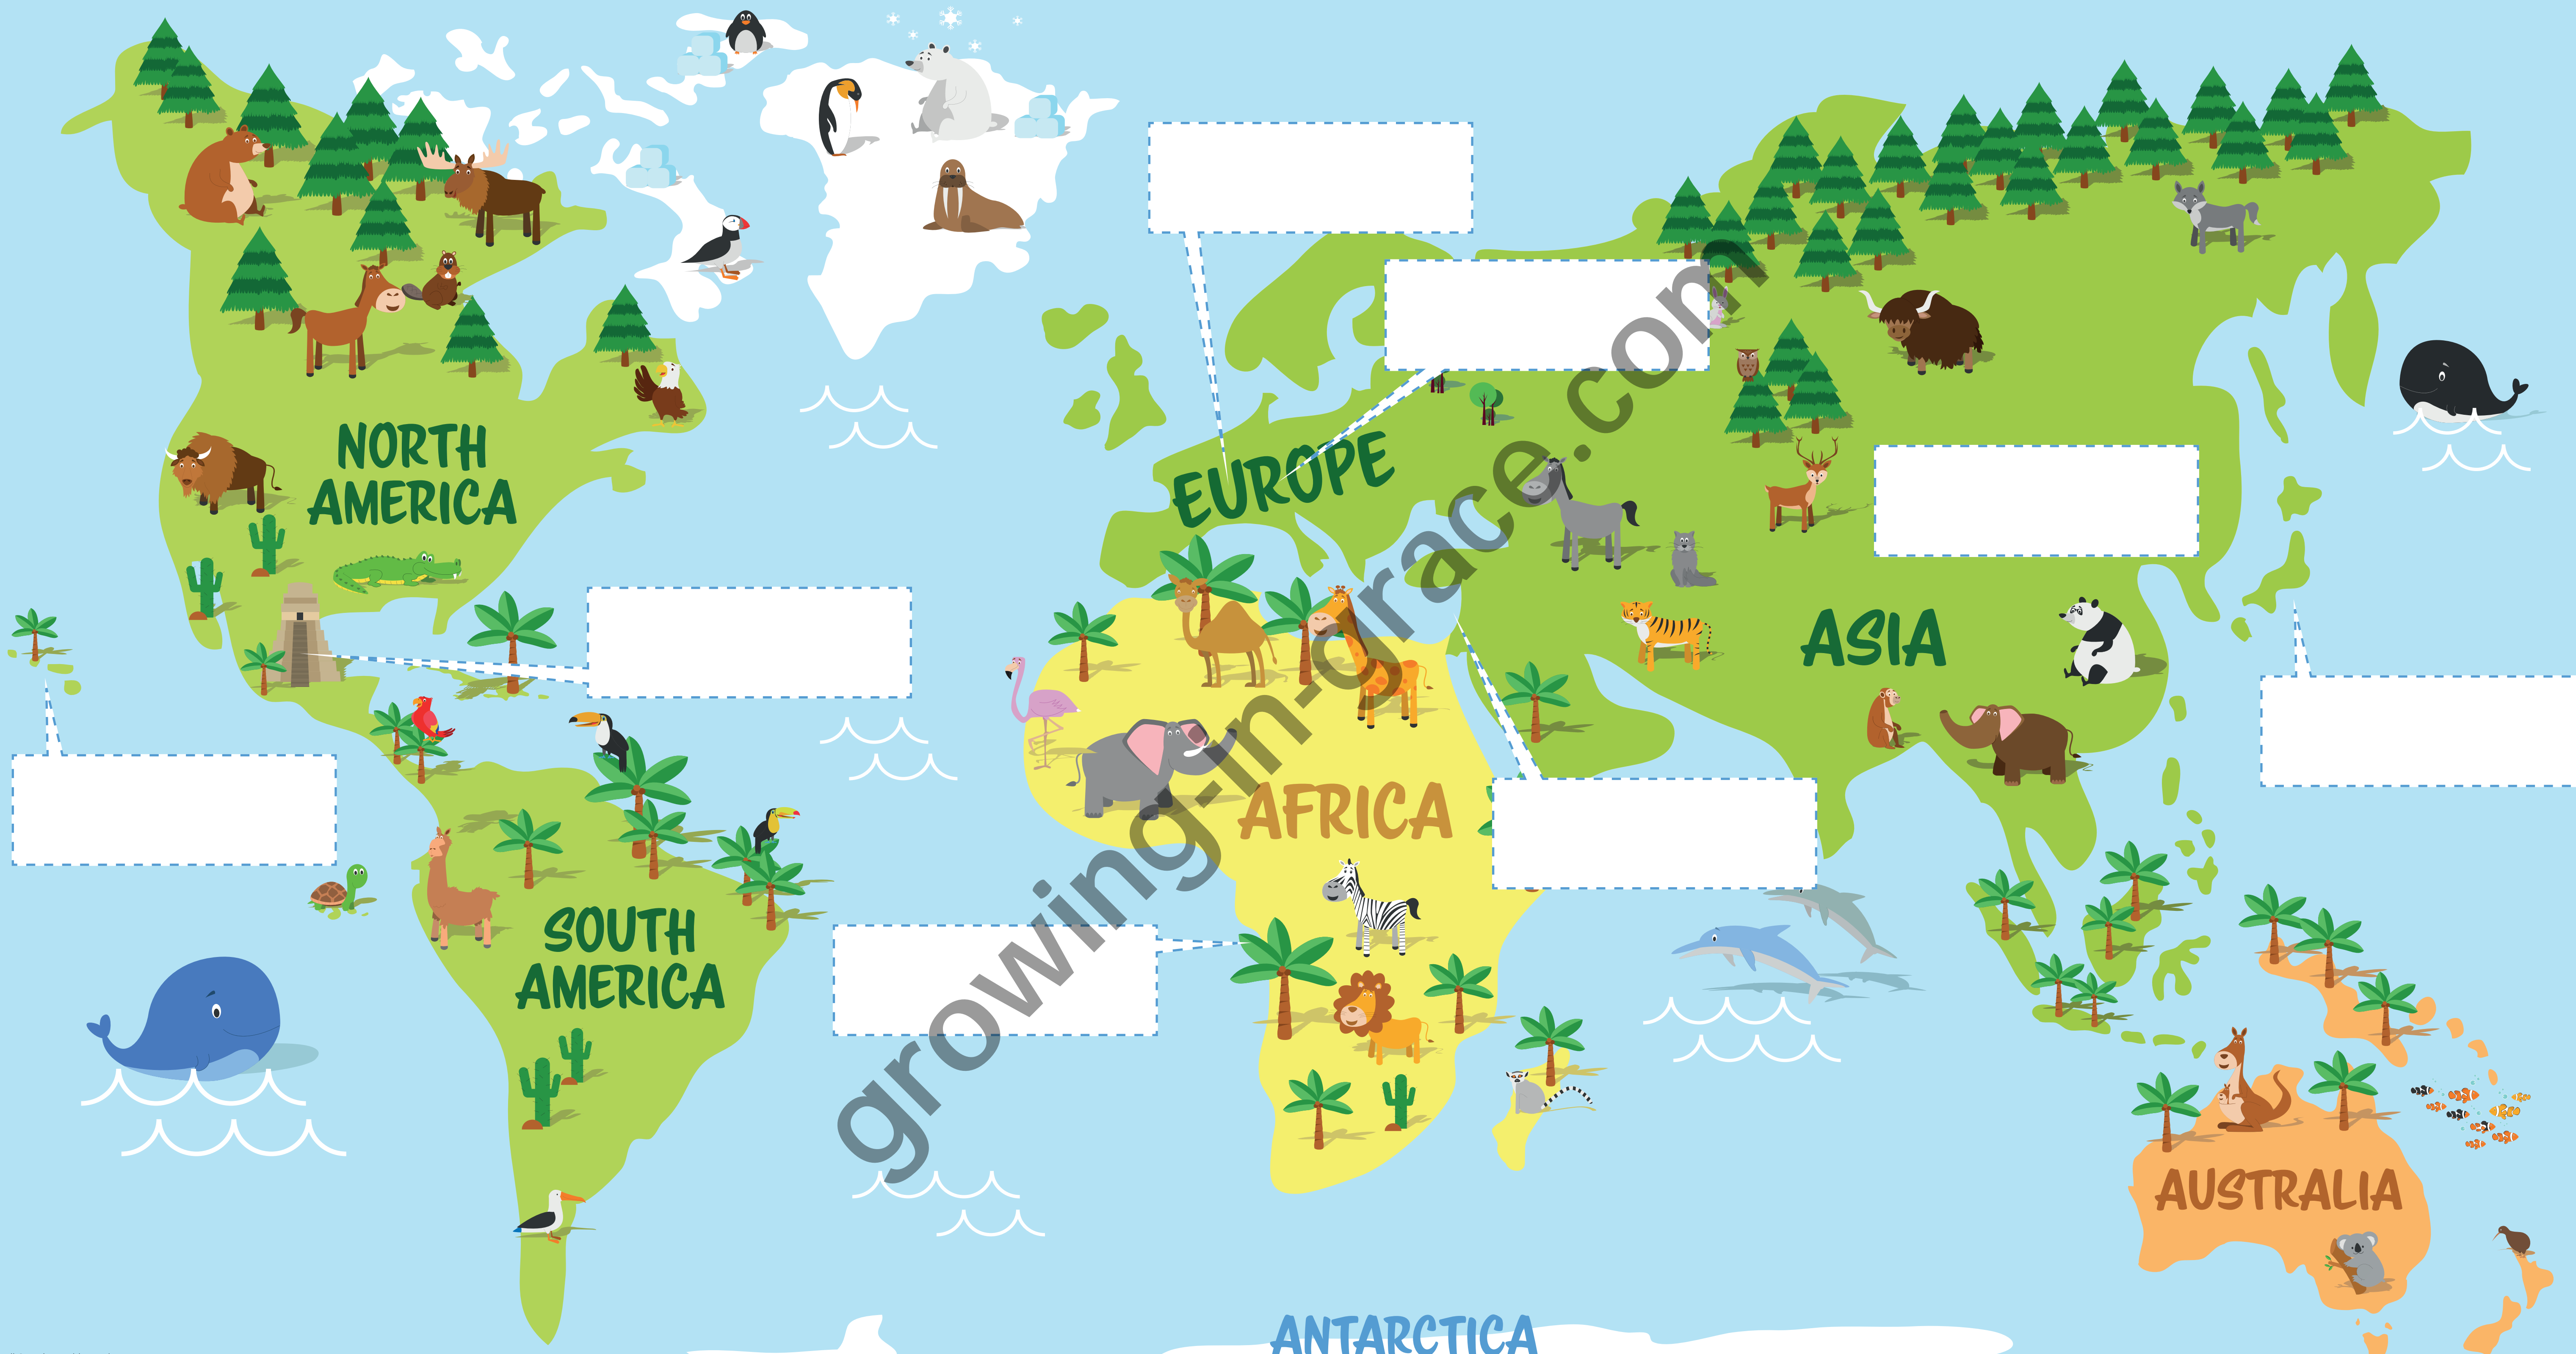 NORTH
AMERICA
EUROPE
ASIA
AFRICA
SOUTH
AMERICA
AUSTRALIA
ANTARCTICA
growing-in-grace.com